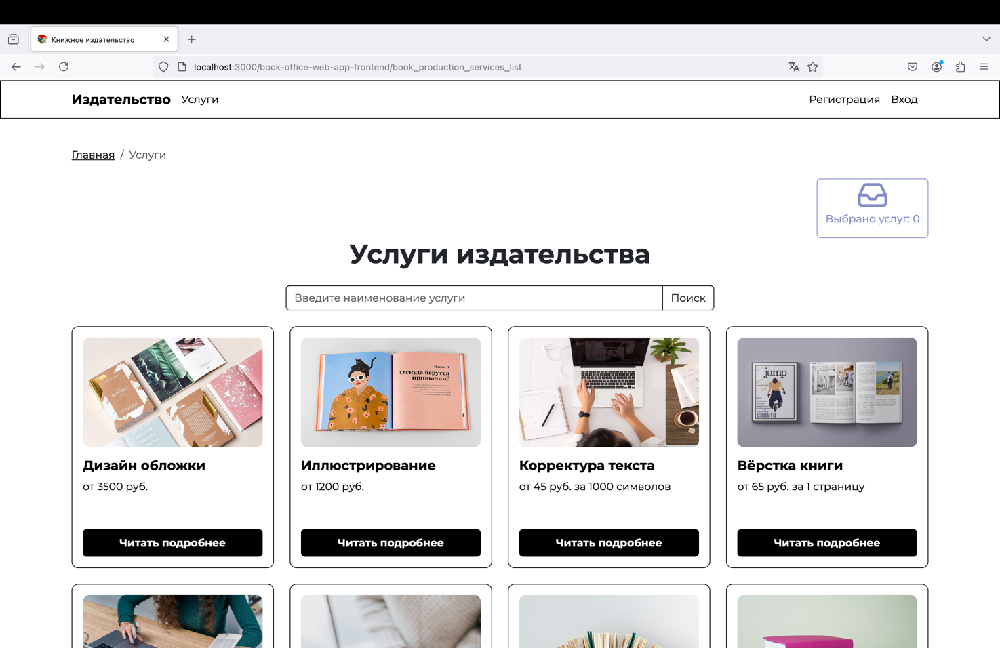 Книжное издательство
localhost:3000/book-office-web-app-frontend/book_production_services_list
Издательство Услуги Регистрация Вход
Главная / Услуги
Выбрано услуг: 0
Услуги издательства
Введите наименование услуги Поиск
Часть II
Откуда берутся
привычки?
jump
САЛЬТО
Дизайн обложки
от 3500 руб.
Читать подробнее
Иллюстрирование
от 1200 руб.
Читать подробнее
Корректура текста
от 45 руб. за 1000 символов
Читать подробнее
Вёрстка книги
от 65 руб. за 1 страницу
Читать подробнее